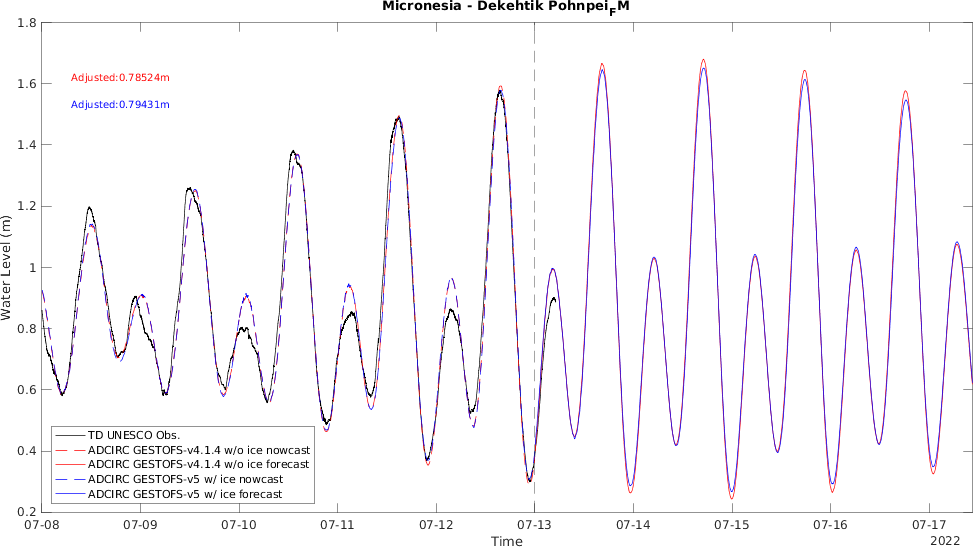 Micronesia - Dekehtik Pohnpei_FM
1.8
1.6
1.4
1.2
1
0.8
0.6
0.4
0.2
Water Level (m)
Adjusted:0.78524m
Adjusted:0.79431m
TD UNESCO Obs.
ADCIRC GESTOFS-v4.1.4 w/o ice nowcast
ADCIRC GESTOFS-v4.1.4 w/o ice forecast
ADCIRC GESTOFS-v5 w/ ice nowcast
ADCIRC GESTOFS-v5 w/ ice forecast
07-08 07-09 07-10 07-11 07-12 07-13 07-14 07-15 07-16 07-17
Time
2022